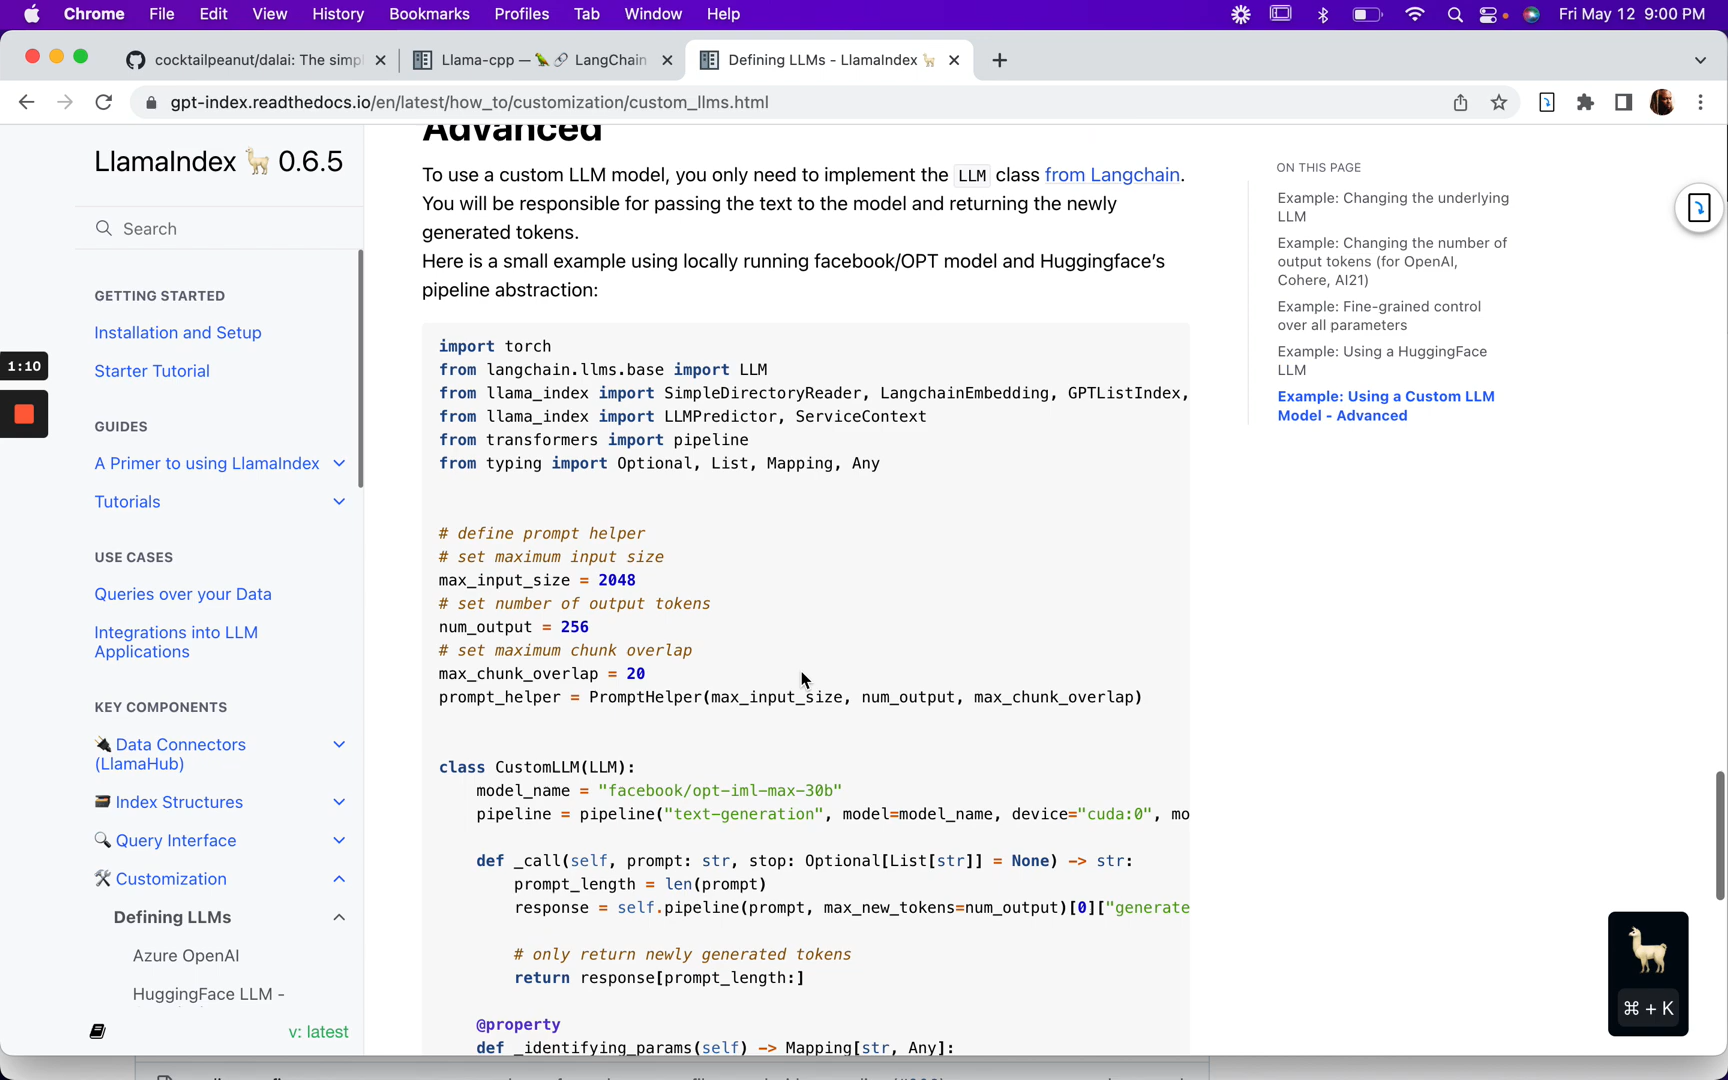 Chrome File Edit View History Bookmarks Profiles Tab Window Help Fri May 12 9:00 PM
cocktailpeanut/dalai: The simpl
Llama-cpp — 🦜🔗 LangChain
Defining LLMs - LlamaIndex 🦙
gpt-index.readthedocs.io/en/latest/how_to/customization/custom_llms.html
1:10
LlamaIndex 🦙 0.6.5
Search
GETTING STARTED
Installation and Setup
Starter Tutorial
GUIDES
A Primer to using LlamaIndex
Tutorials
USE CASES
Queries over your Data
Integrations into LLM
Applications
KEY COMPONENTS
🔌 Data Connectors
(LlamaHub)
🗃️ Index Structures
🔍 Query Interface
🛠️ Customization
Defining LLMs
Azure OpenAI
HuggingFace LLM -
v: latest
Advanced
To use a custom LLM model, you only need to implement the LLM class from Langchain.
You will be responsible for passing the text to the model and returning the newly
generated tokens.
Here is a small example using locally running facebook/OPT model and Huggingface's
pipeline abstraction:
import torch
from langchain.llms.base import LLM
from llama_index import SimpleDirectoryReader, LangchainEmbedding, GPTListIndex,
from llama_index import LLMPredictor, ServiceContext
from transformers import pipeline
from typing import Optional, List, Mapping, Any
# define prompt helper
# set maximum input size
max_input_size = 2048
# set number of output tokens
num_output = 256
# set maximum chunk overlap
max_chunk_overlap = 20
prompt_helper = PromptHelper(max_input_size, num_output, max_chunk_overlap)
class CustomLLM(LLM):
    model_name = "facebook/opt-iml-max-30b"
    pipeline = pipeline("text-generation", model=model_name, device="cuda:0", mo
    def _call(self, prompt: str, stop: Optional[List[str]] = None) -> str:
        prompt_length = len(prompt)
        response = self.pipeline(prompt, max_new_tokens=num_output)[0]["generate
        # only return newly generated tokens
        return response[prompt_length:]
    @property
    def _identifying_params(self) -> Mapping[str, Any]:
ON THIS PAGE
Example: Changing the underlying
LLM
Example: Changing the number of
output tokens (for OpenAI,
Cohere, AI21)
Example: Fine-grained control
over all parameters
Example: Using a HuggingFace
LLM
Example: Using a Custom LLM
Model - Advanced
⌘ + K